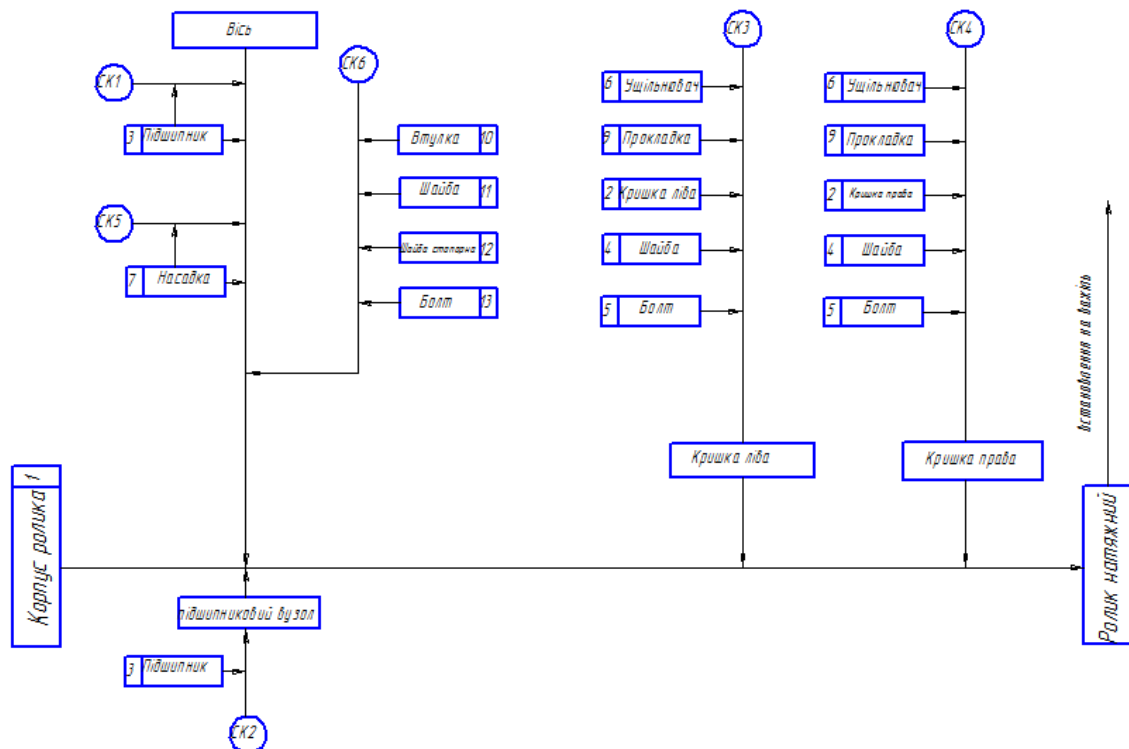 Вісь
СК1
3 Підшипник
СК5
7 Насадка
СК6
Втулка 10
Шайба 11
Шайба стопорна 12
Болт 13
СК3
6 Ущільнювач
9 Прокладка
2 Кришка ліва
4 Шайба
5 Болт
Кришка ліва
СК4
6 Ущільнювач
9 Прокладка
2 Кришка права
4 Шайба
5 Болт
Кришка права
Корпус ролика 1
підшипниковий вузол
3 Підшипник
СК2
Ролик натяжний
встановлення на важіль